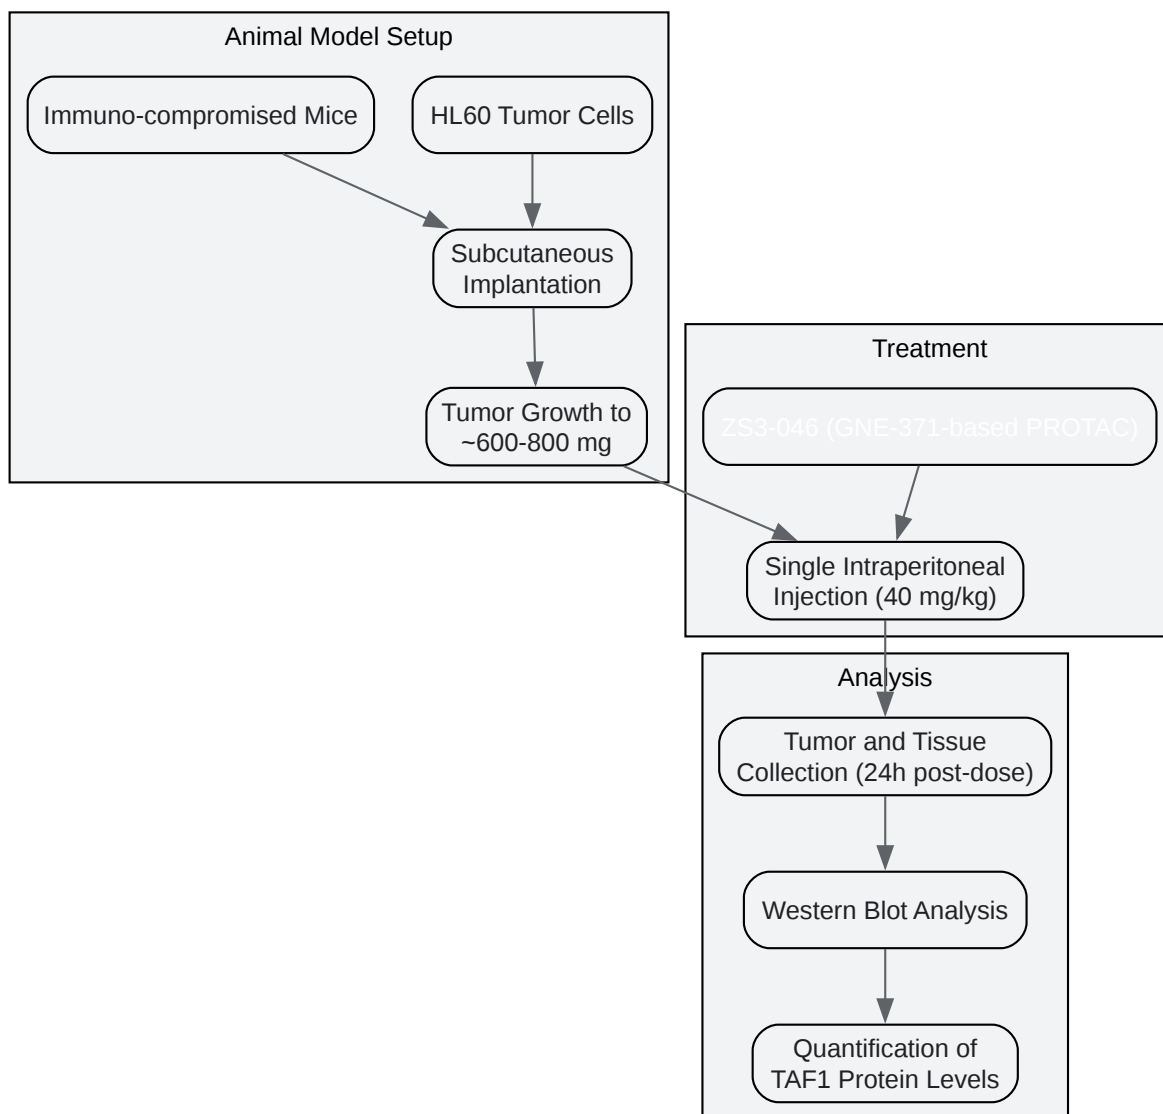 Animal Model Setup
Immuno-compromised Mice
HL60 Tumor Cells
Subcutaneous
Implantation
Tumor Growth to
~600-800 mg
Treatment
ZS3-046 (GNE-371-based PROTAC)
Single Intraperitoneal
Injection (40 mg/kg)
Analysis
Tumor and Tissue
Collection (24h post-dose)
Western Blot Analysis
Quantification of
TAF1 Protein Levels